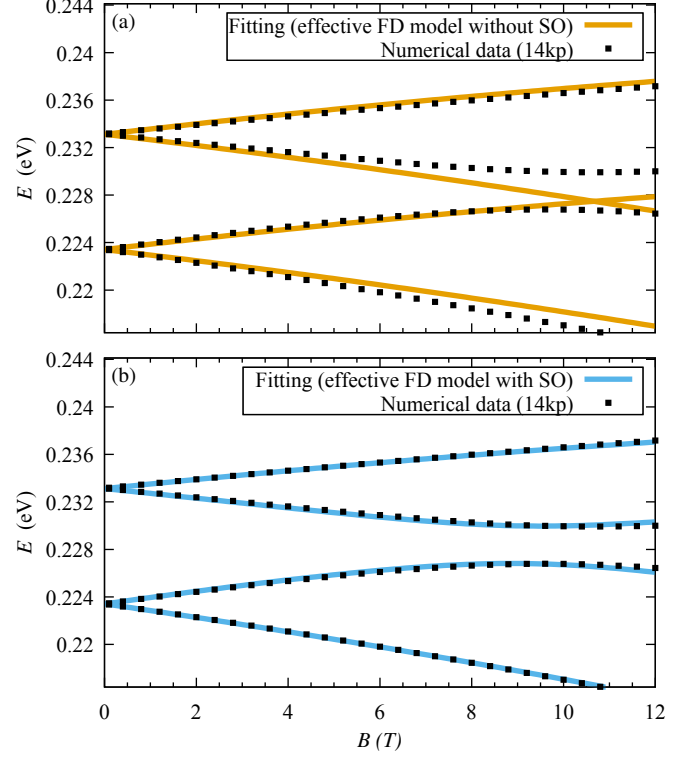 0.244
(a)
Fitting (effective FD model without SO)
Numerical data (14kp)
0.24
0.236
0.232
0.228
0.224
0.22
E (eV)
0.244
(b)
Fitting (effective FD model with SO)
Numerical data (14kp)
0.24
0.236
0.232
0.228
0.224
0.22
E (eV)
0 2 4 6 8 10 12
B (T)